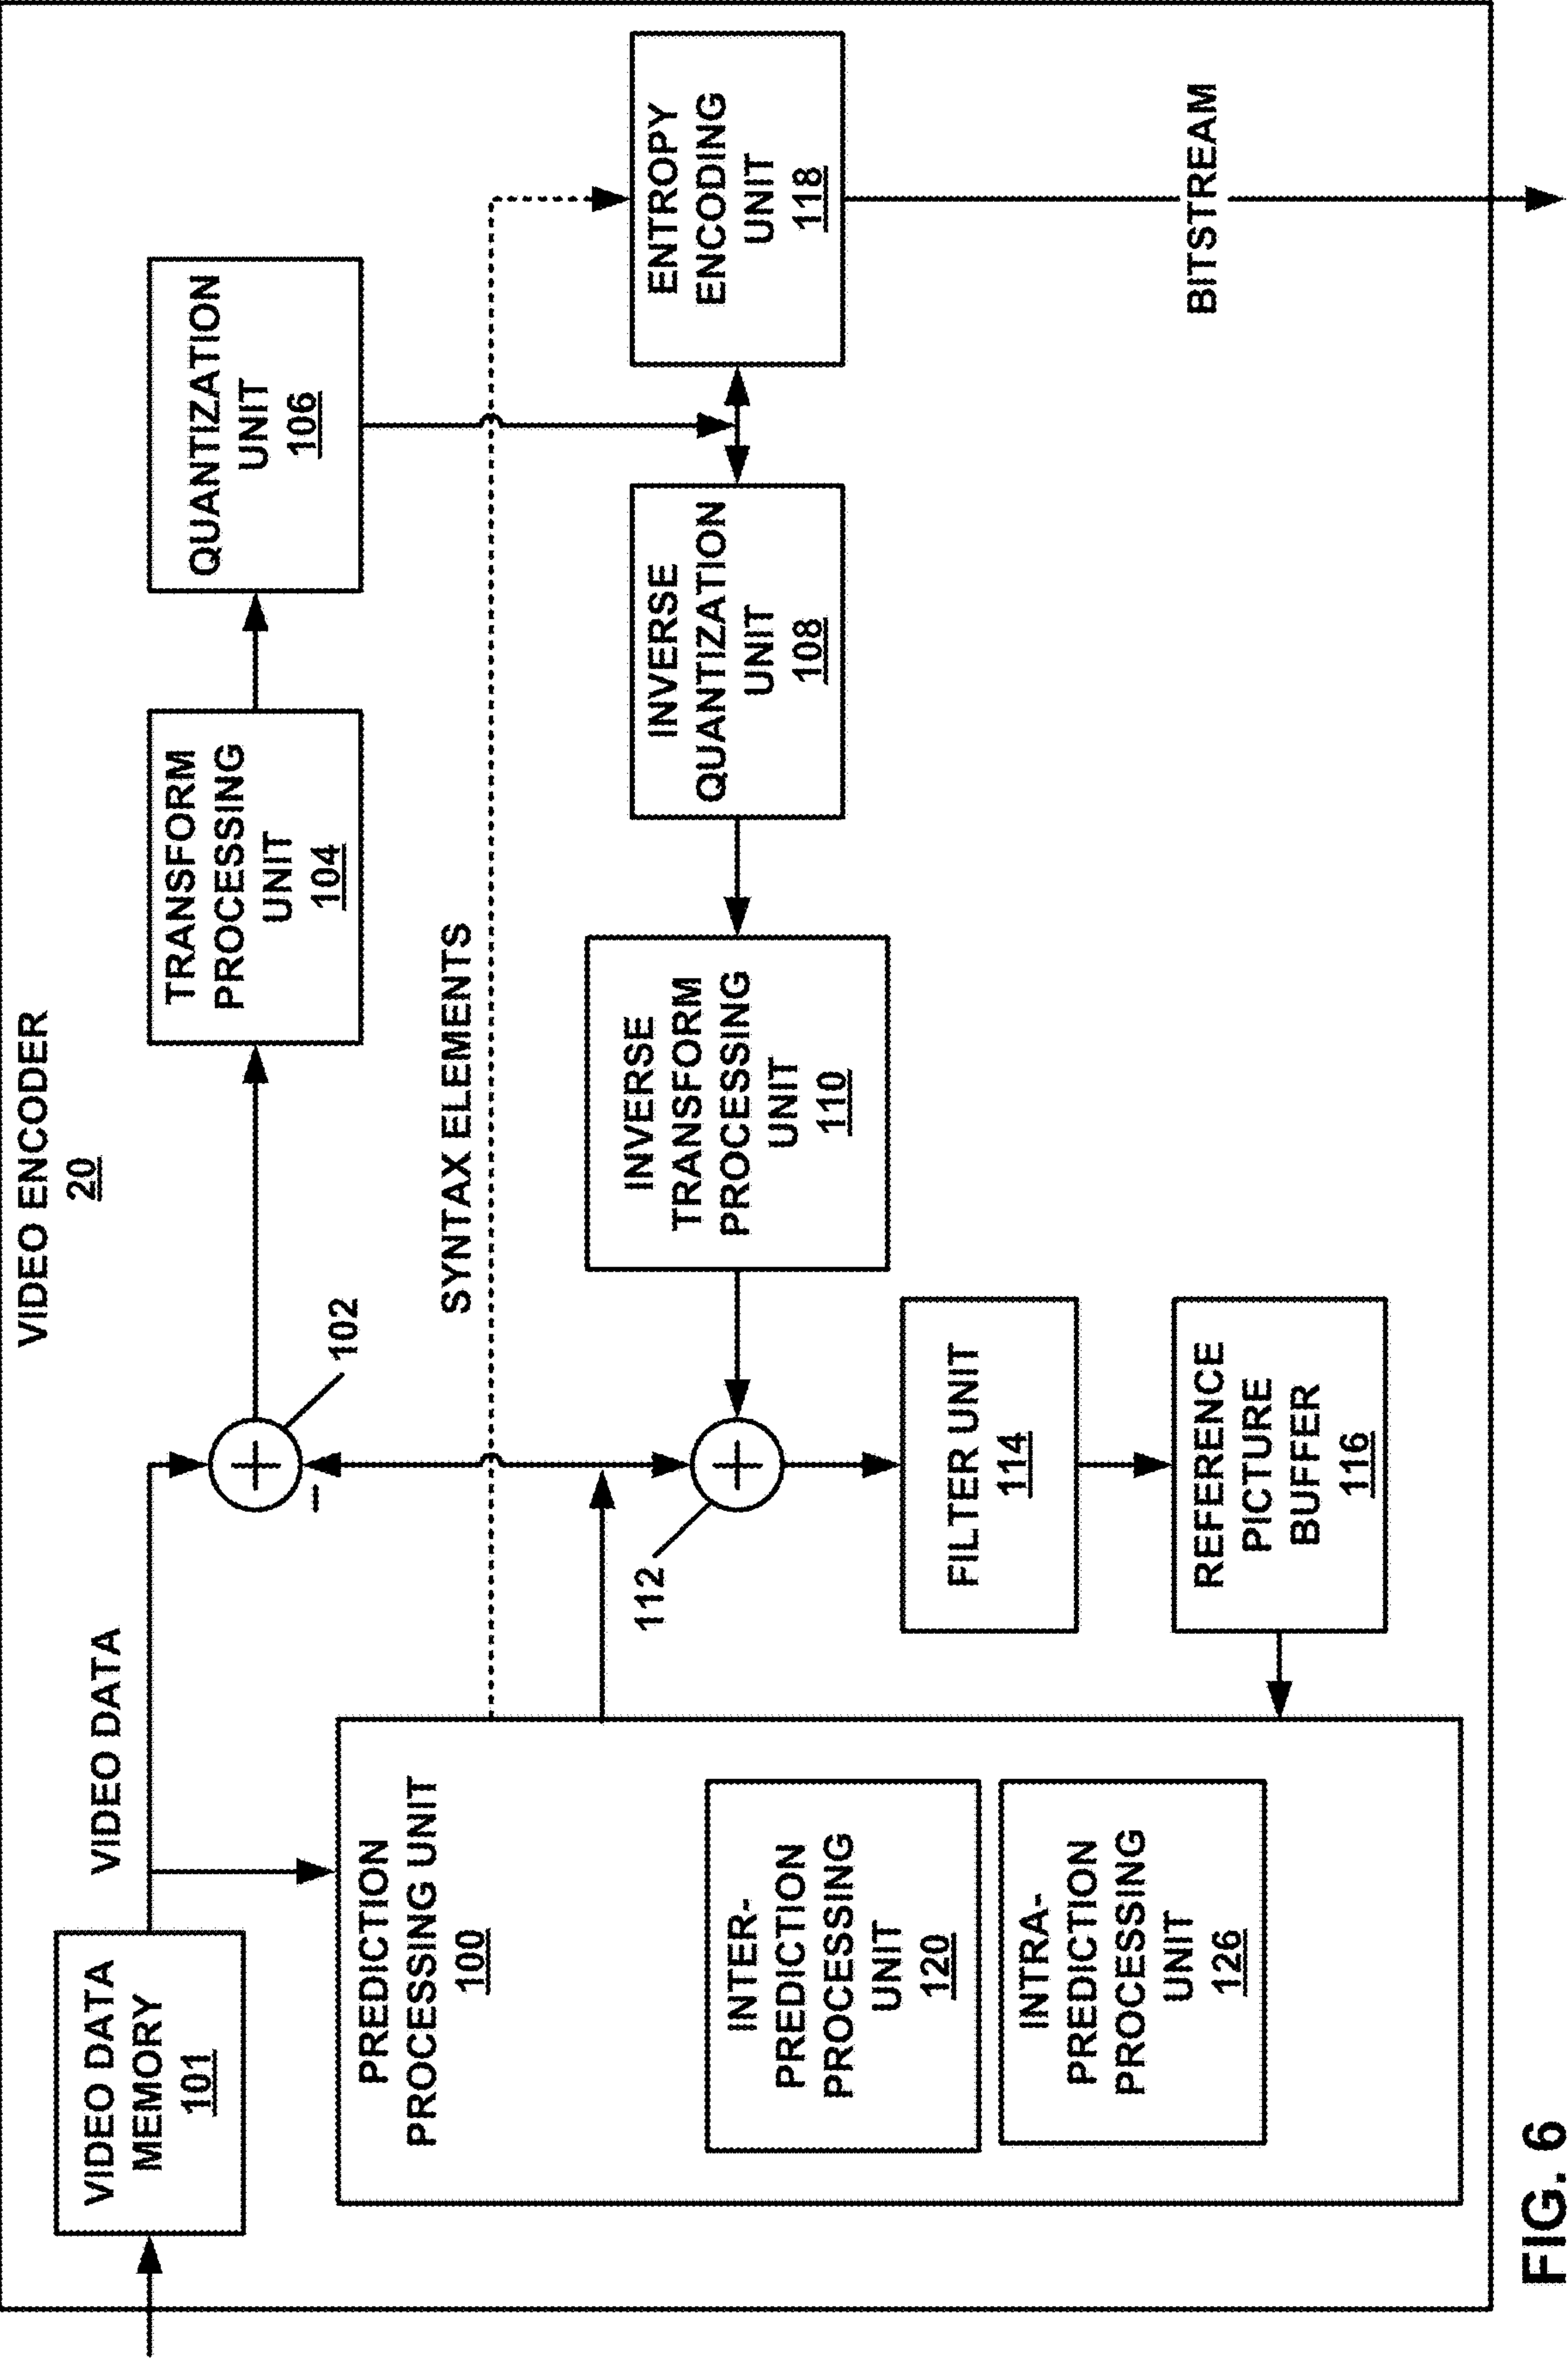 VIDEO ENCODER
20
VIDEO DATA
MEMORY
101
VIDEO DATA
102
TRANSFORM
PROCESSING
UNIT
104
QUANTIZATION
UNIT
106
PREDICTION
PROCESSING UNIT
100
SYNTAX ELEMENTS
112
INVERSE
TRANSFORM
PROCESSING
UNIT
110
INVERSE
QUANTIZATION
UNIT
108
ENTROPY
ENCODING
UNIT
118
INTER-
PREDICTION
PROCESSING
UNIT
120
FILTER UNIT
114
INTRA-
PREDICTION
PROCESSING
UNIT
126
REFERENCE
PICTURE
BUFFER
116
BITSTREAM
FIG. 6